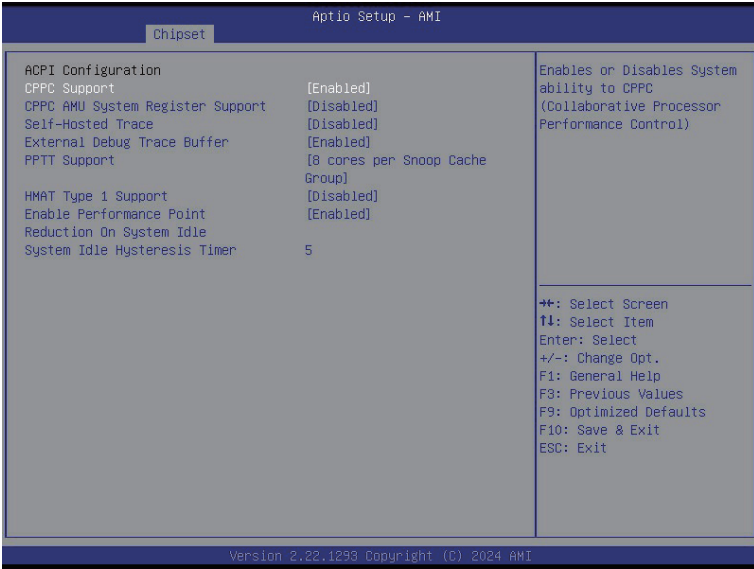 Aptio Setup – AMI
Chipset
ACPI Configuration
CPPC Support [Enabled]
CPPC AMU System Register Support [Disabled]
Self-Hosted Trace [Disabled]
External Debug Trace Buffer [Enabled]
PPTT Support [8 cores per Snoop Cache
Group]
HMAT Type 1 Support [Disabled]
Enable Performance Point [Enabled]
Reduction On System Idle
System Idle Hysteresis Timer 5
Enables or Disables System
ability to CPPC
(Collaborative Processor
Performance Control)
→←: Select Screen
↑↓: Select Item
Enter: Select
+/-: Change Opt.
F1: General Help
F3: Previous Values
F9: Optimized Defaults
F10: Save & Exit
ESC: Exit
Version 2.22.1293 Copyright (C) 2024 AMI